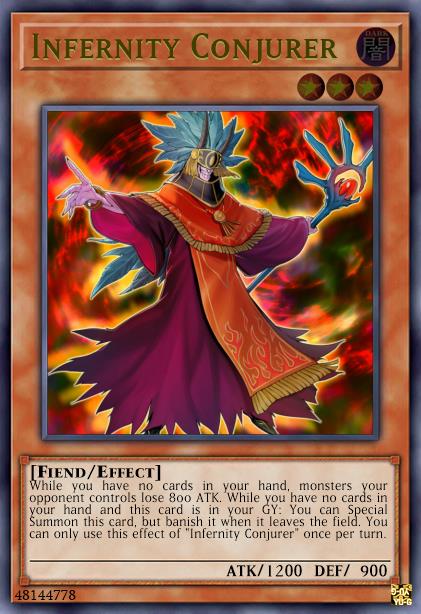 INFERNITY CONJURER
DARK
闇
[FIEND/EFFECT]
While you have no cards in your hand, monsters your
opponent controls lose 800 ATK. While you have no cards in
your hand and this card is in your GY: You can Special
Summon this card, but banish it when it leaves the field. You
can only use this effect of "Infernity Conjurer" once per turn.
ATK/1200 DEF/ 900
48144778